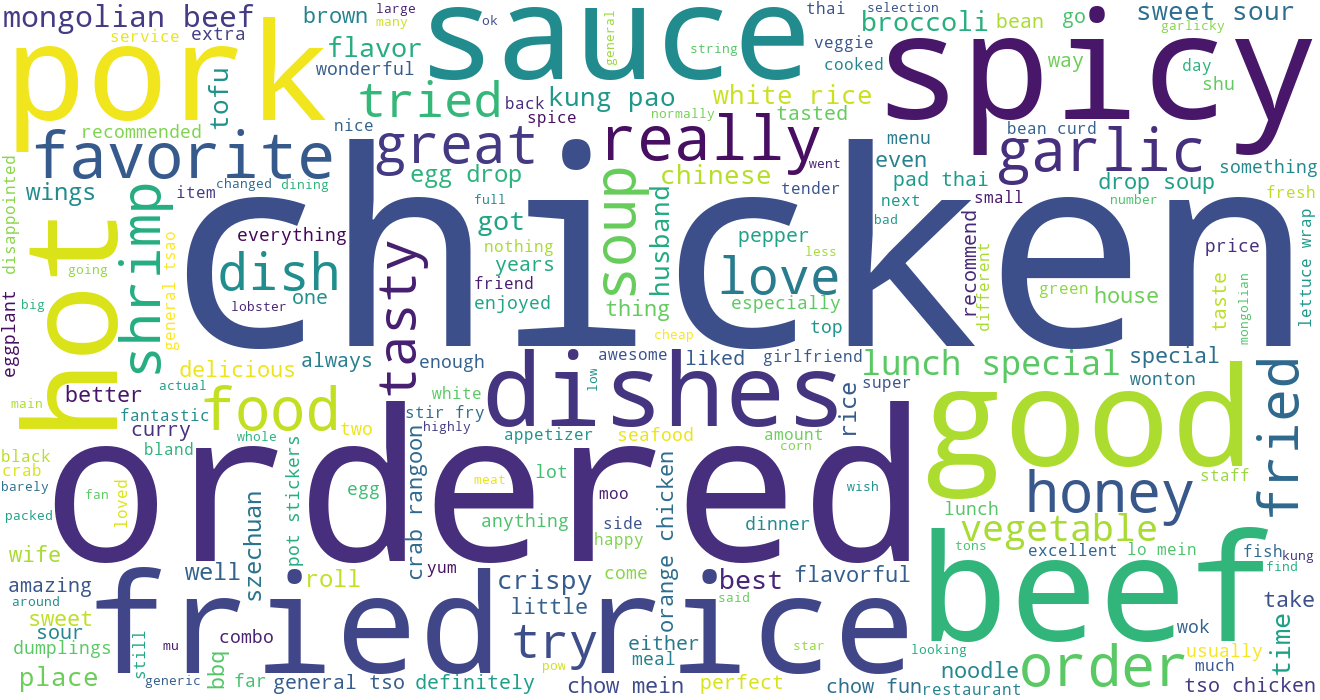 mongolian beef
brown
large
many
sauce
ok
general
thai
selection
sweet sour
service
extra
flavor
string
veggie
broccoli
bean
go
garlicky
pork
wonderful
cooked
spicy
way
day
shu
tofu
tried
back
kung pao
white rice
tasted
spice
normally
recommended
nice
favorite
great
really
menu
bean curd
garlic
even
something
went
disappointed
wings
item
changed
dining
egg drop
chinese
tender
pad thai
drop soup
fresh
next
small
number
hot
shrimp
chicken
full
got
soup
husband
bad
everything
nothing
pepper
recommend
price
general tsao
going
dish
tasty
years
friend
love
less
different
taste
mongolian
lettuce wrap
big
lobster
one
enjoyed
thing
especially
green
house
eggplant
cheap
top
delicious
always
enough
awesome
liked
girlfriend
lunch special
special
actual
low
super
wonton
main
better
white
dishes
rice
good
fried
fantastic
food
stir fry
curry
two
highly
appetizer
seafood
amount
corn
whole
bland
black
crab
lot
meat
staff
barely
ordered
fan
egg
moo
wish
honey
packed
loved
pot stickers
crab rangoon
anything
side
orange chicken
dinner
lunch
vegetable
happy
wife
szechuan
tons
excellent
lo mein
fish
kung
beef
find
amazing
well
roll
yum
crispy
come
best
flavorful
around
fried rice
little
said
take
sweet
sour
combo
try
either
wok
time
dumplings
still
mu
star
looking
usually
meal
pow
noodle
order
much
place
generic
bbq
far
general tso
definitely
chow mein
perfect
chow fun
restaurant
tso chicken